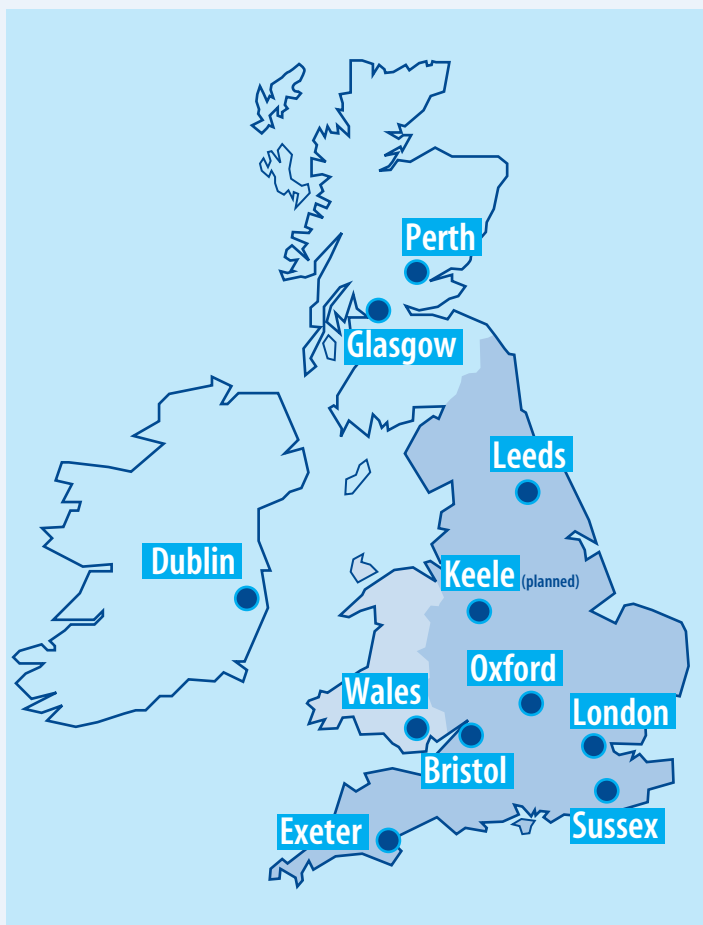 Perth
Glasgow
Leeds
Dublin
Keele (planned)
Oxford
Wales
London
Bristol
Exeter
Sussex